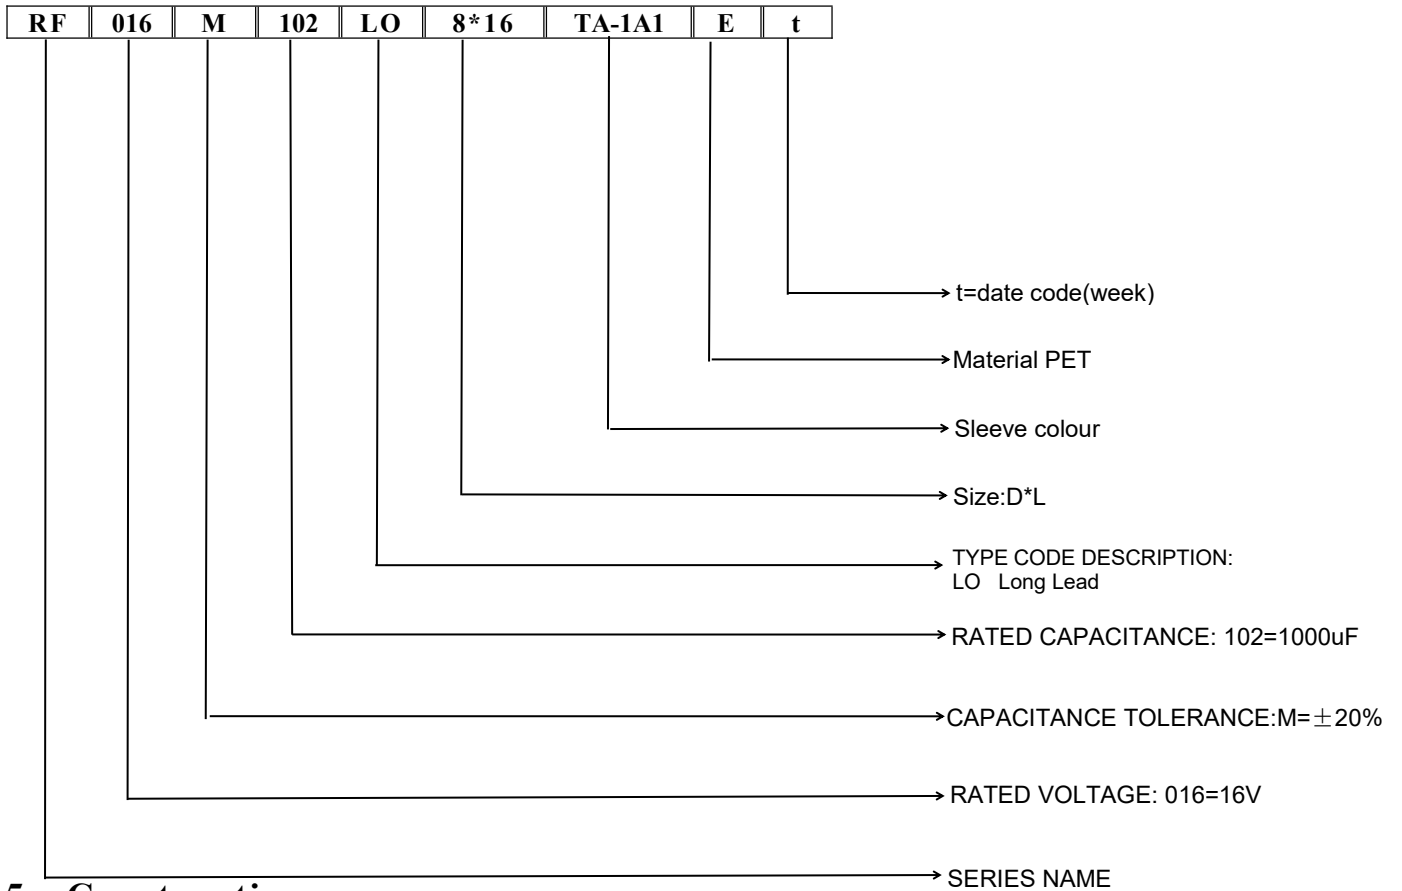 RF 016 M 102 LO 8*16 TA-1A1 E t
t=date code(week)
Material PET
Sleeve colour
Size:D*L
TYPE CODE DESCRIPTION:
LO Long Lead
RATED CAPACITANCE: 102=1000uF
CAPACITANCE TOLERANCE:M=±20%
RATED VOLTAGE: 016=16V
SERIES NAME